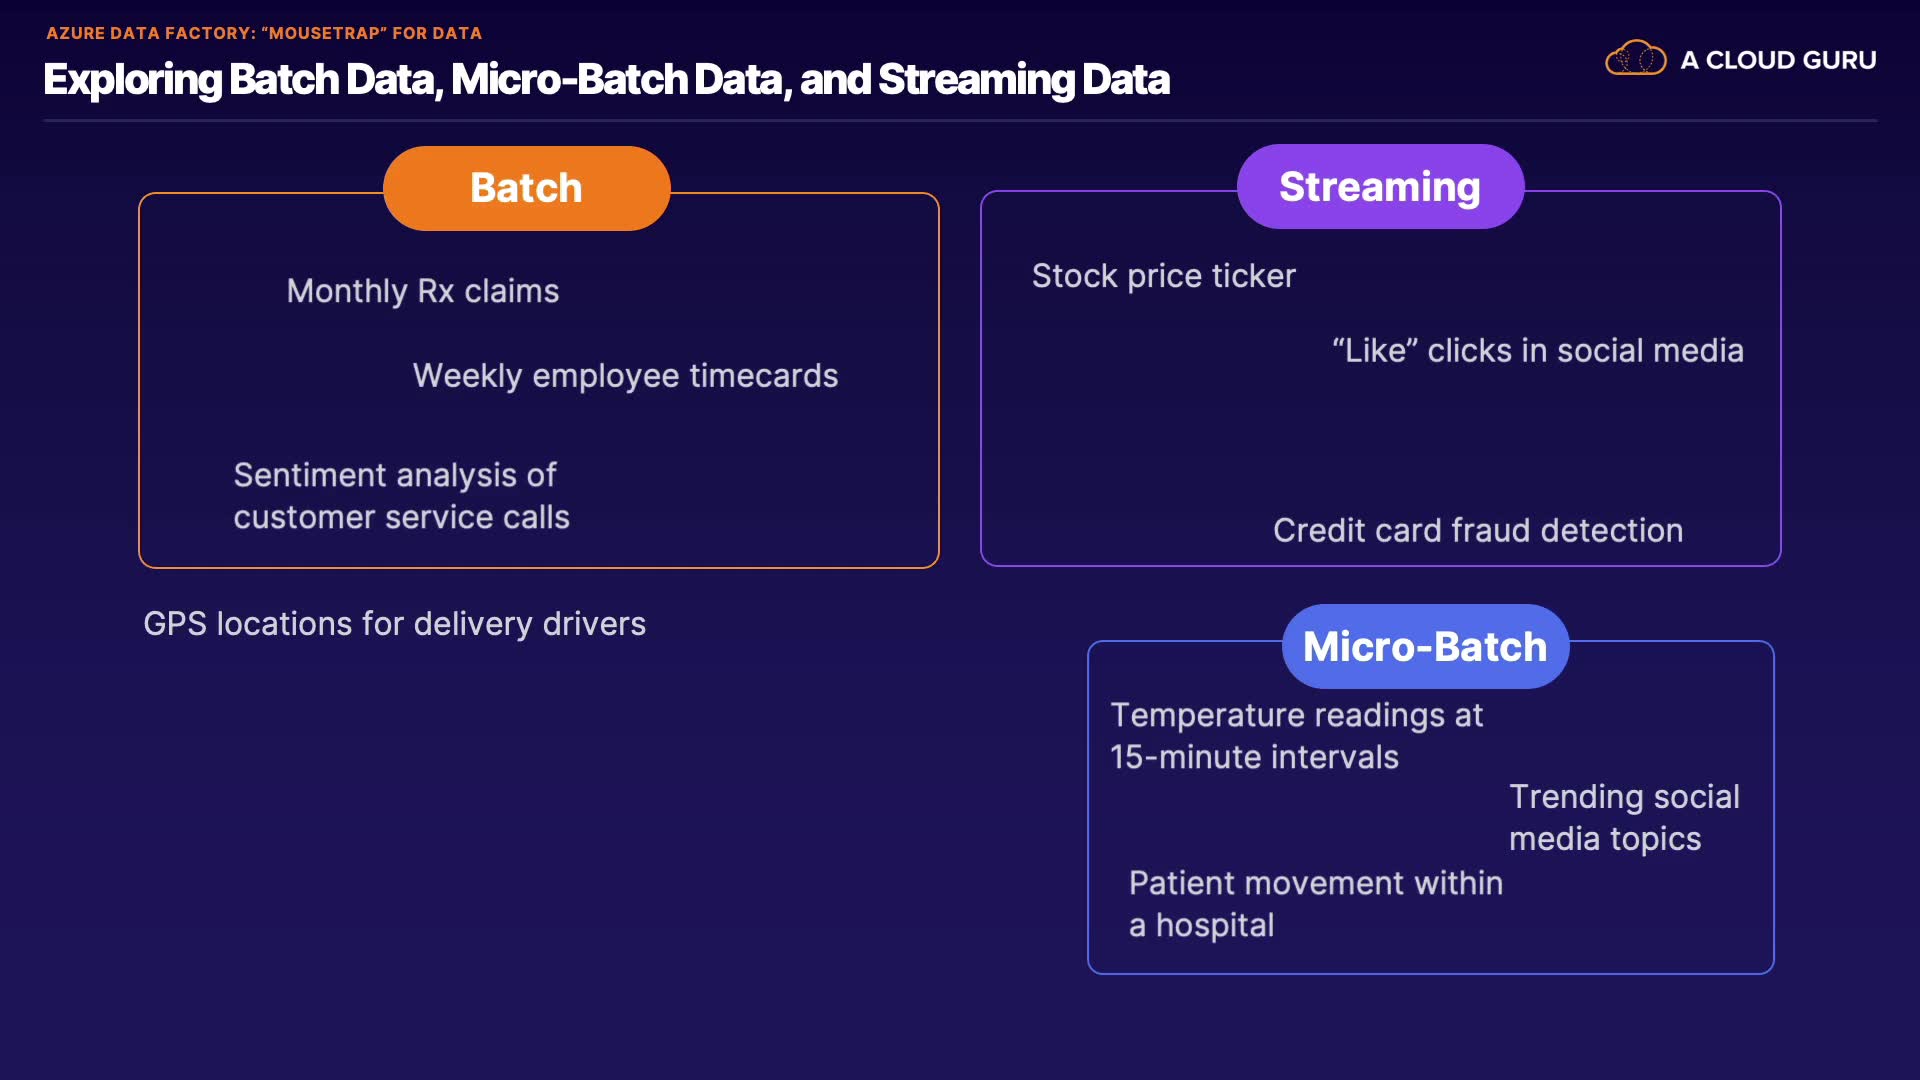 AZURE DATA FACTORY: “MOUSETRAP” FOR DATA
Exploring Batch Data, Micro-Batch Data, and Streaming Data
A CLOUD GURU
Batch
Monthly Rx claims
Weekly employee timecards
Sentiment analysis of
customer service calls
Streaming
Stock price ticker
“Like” clicks in social media
Credit card fraud detection
GPS locations for delivery drivers
Micro-Batch
Temperature readings at
15-minute intervals
Trending social
media topics
Patient movement within
a hospital